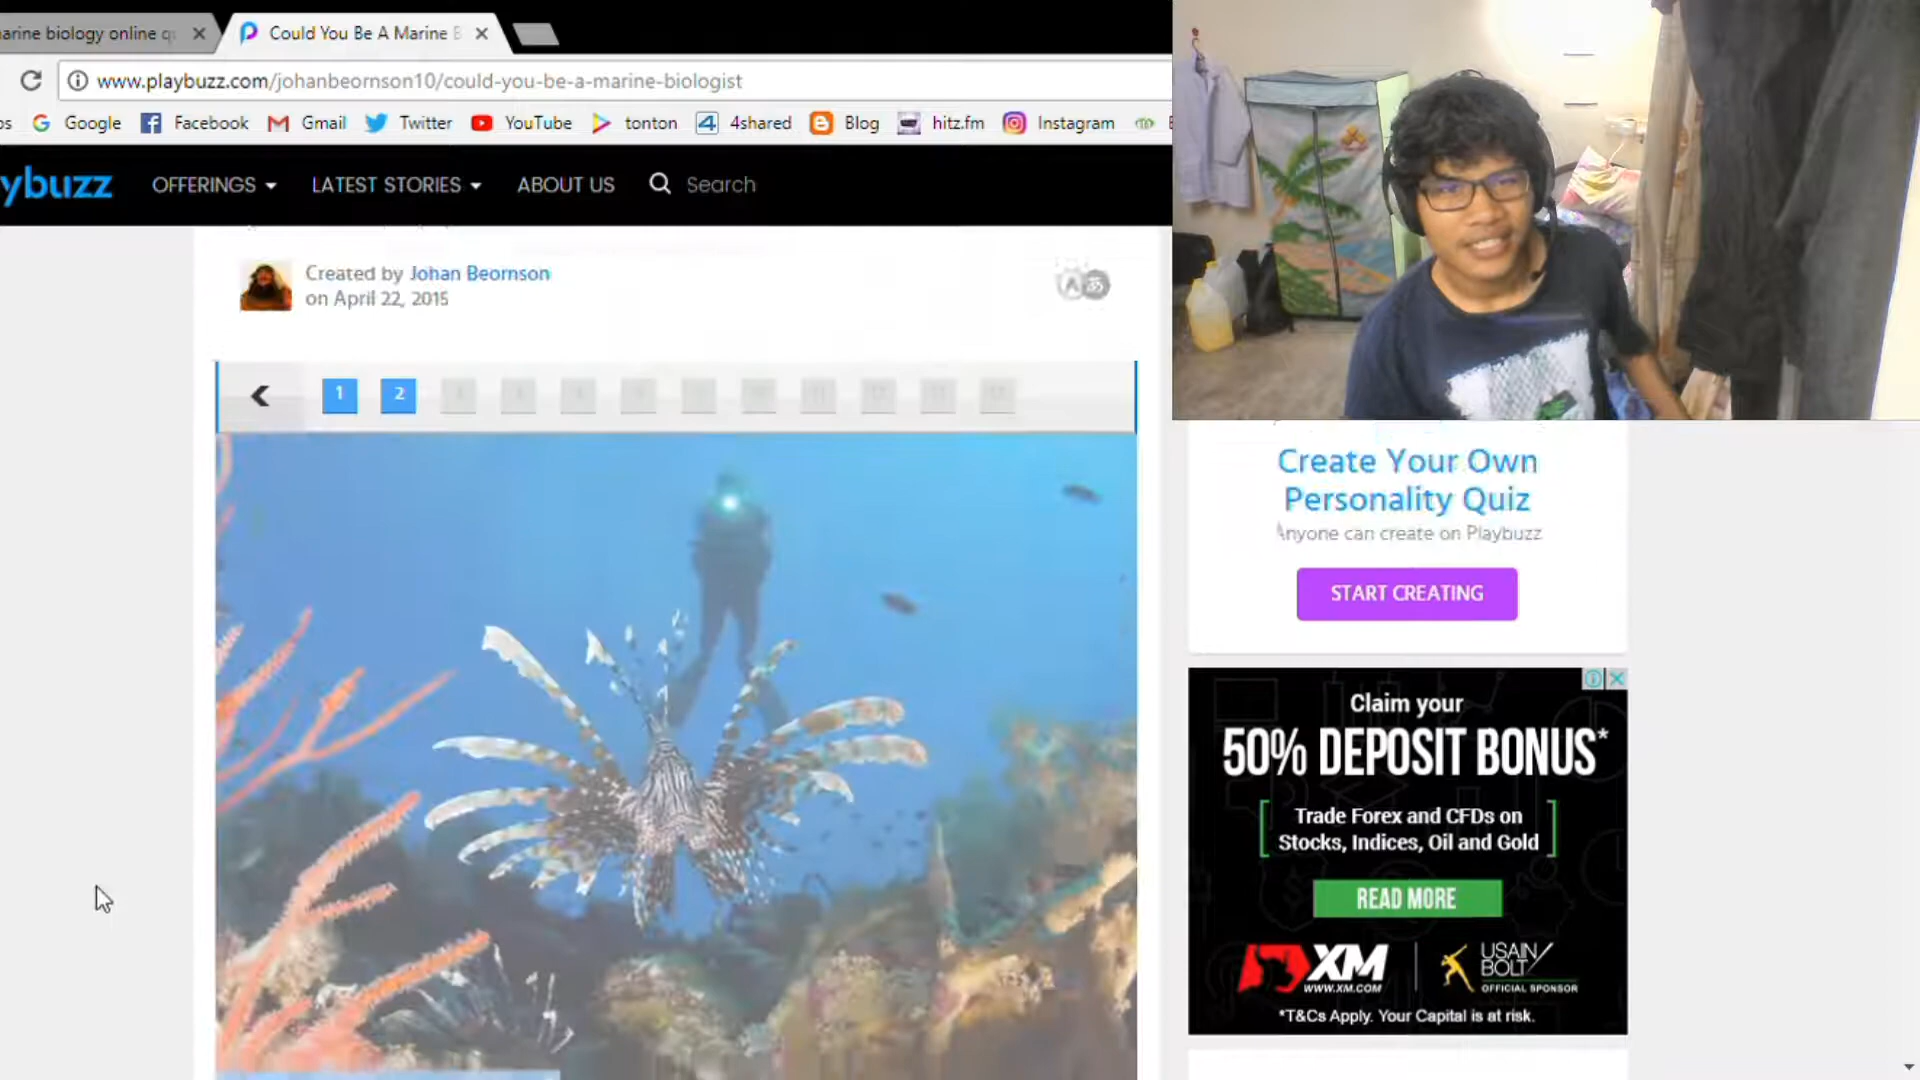 arine biology online q
Could You Be A Marine B
www.playbuzz.com/johanbeornson10/could-you-be-a-marine-biologist
ps Google Facebook Gmail Twitter YouTube tonton 4shared Blog hitz.fm Instagram
ybuzz OFFERINGS LATEST STORIES ABOUT US Search
Created by Johan Beornson
on April 22, 2015
1 2
Create Your Own
Personality Quiz
Anyone can create on Playbuzz
START CREATING
Claim your
50% DEPOSIT BONUS*
Trade Forex and CFDs on
Stocks, Indices, Oil and Gold
READ MORE
XM
WWW.XM.COM
USAIN
BOLT
OFFICIAL SPONSOR
*T&Cs Apply. Your Capital is at risk.